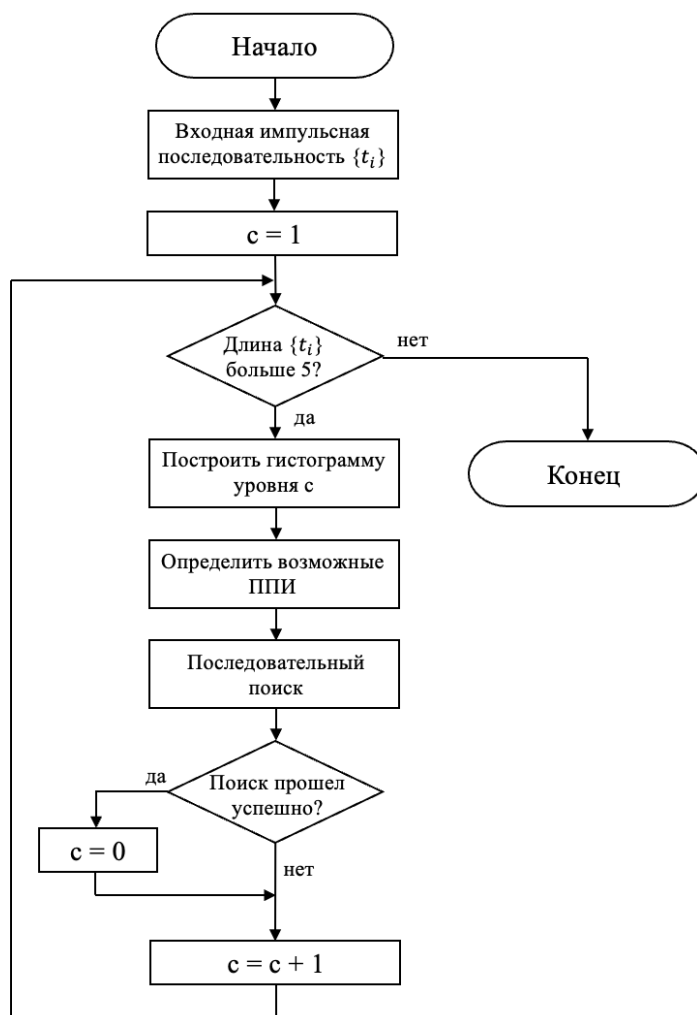 Начало
Входная импульсная
последовательность {tᵢ}
c = 1
Длина {tᵢ}
больше 5?
нет
да
Построить гистограмму
уровня c
Конец
Определить возможные
ППИ
Последовательный
поиск
да
Поиск прошел
успешно?
c = 0
нет
c = c + 1